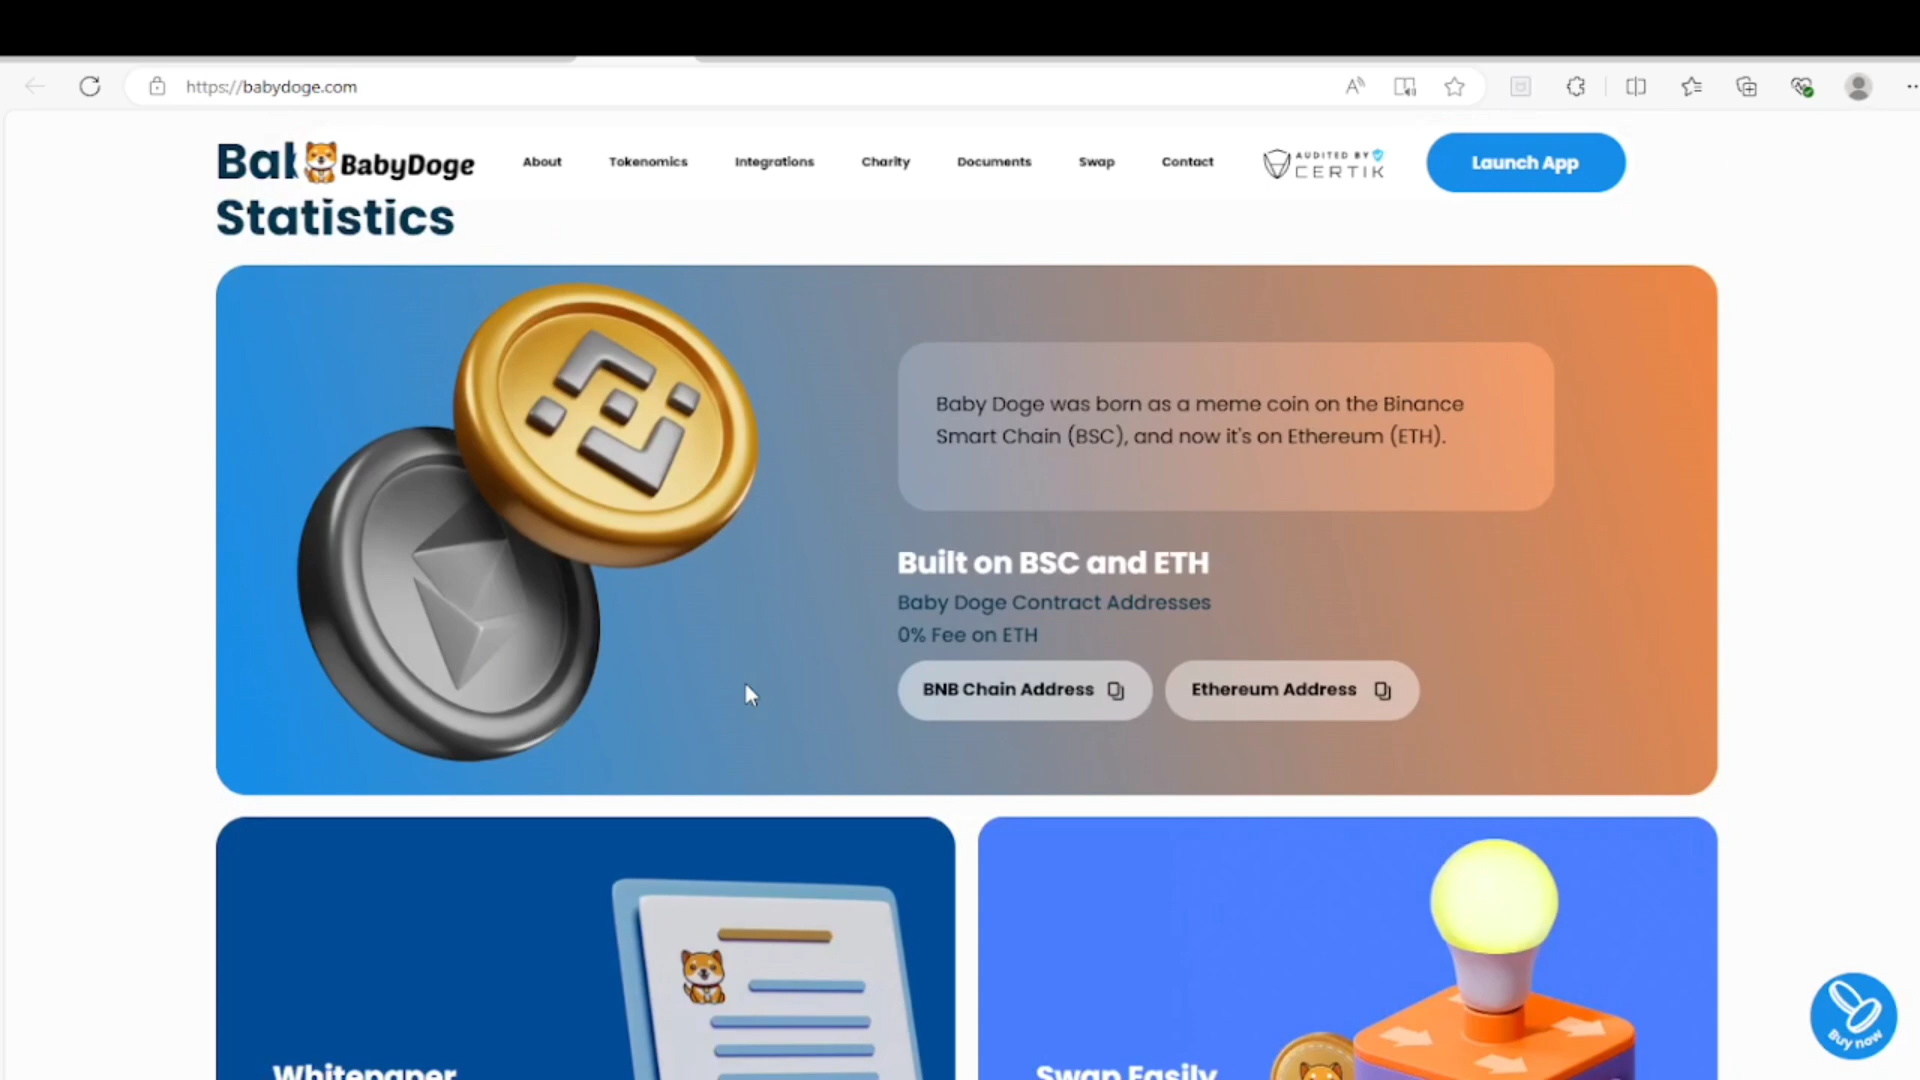 https://babydoge.com
BabyDoge
About
Tokenomics
Integrations
Charity
Documents
Swap
Contact
AUDITED BY
CERTIK
Launch App
Statistics
Baby Doge was born as a meme coin on the Binance
Smart Chain (BSC), and now it's on Ethereum (ETH).
Built on BSC and ETH
Baby Doge Contract Addresses
0% Fee on ETH
BNB Chain Address
Ethereum Address
Whitepaper
Swap Easily
Buy now